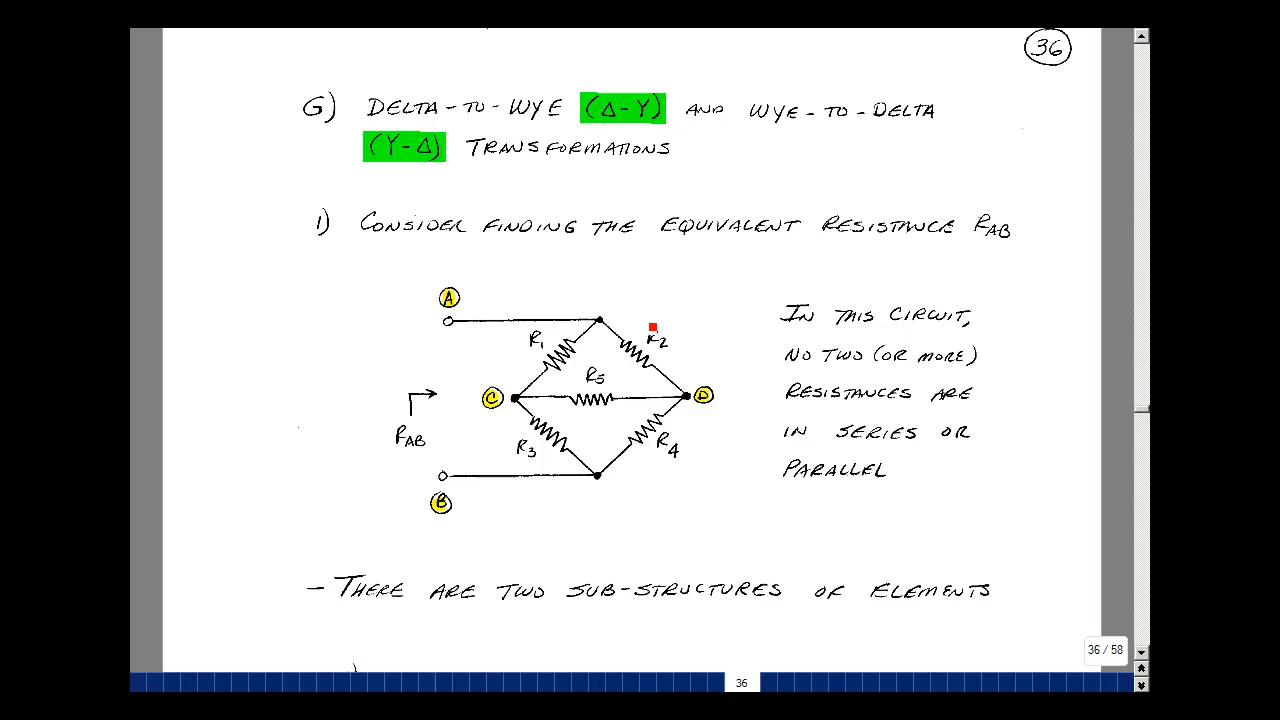 36
G) DELTA-TO-WYE (Δ-Y) AND WYE-TO-DELTA
(Y-Δ) TRANSFORMATIONS
1) CONSIDER FINDING THE EQUIVALENT RESISTANCE RAB
A
R1
R2
R5
C
D
RAB
R3
R4
B
IN THIS CIRCUIT,
NO TWO (OR MORE)
RESISTANCES ARE
IN SERIES OR
PARALLEL
- THERE ARE TWO SUB-STRUCTURES OF ELEMENTS
36 / 58
36